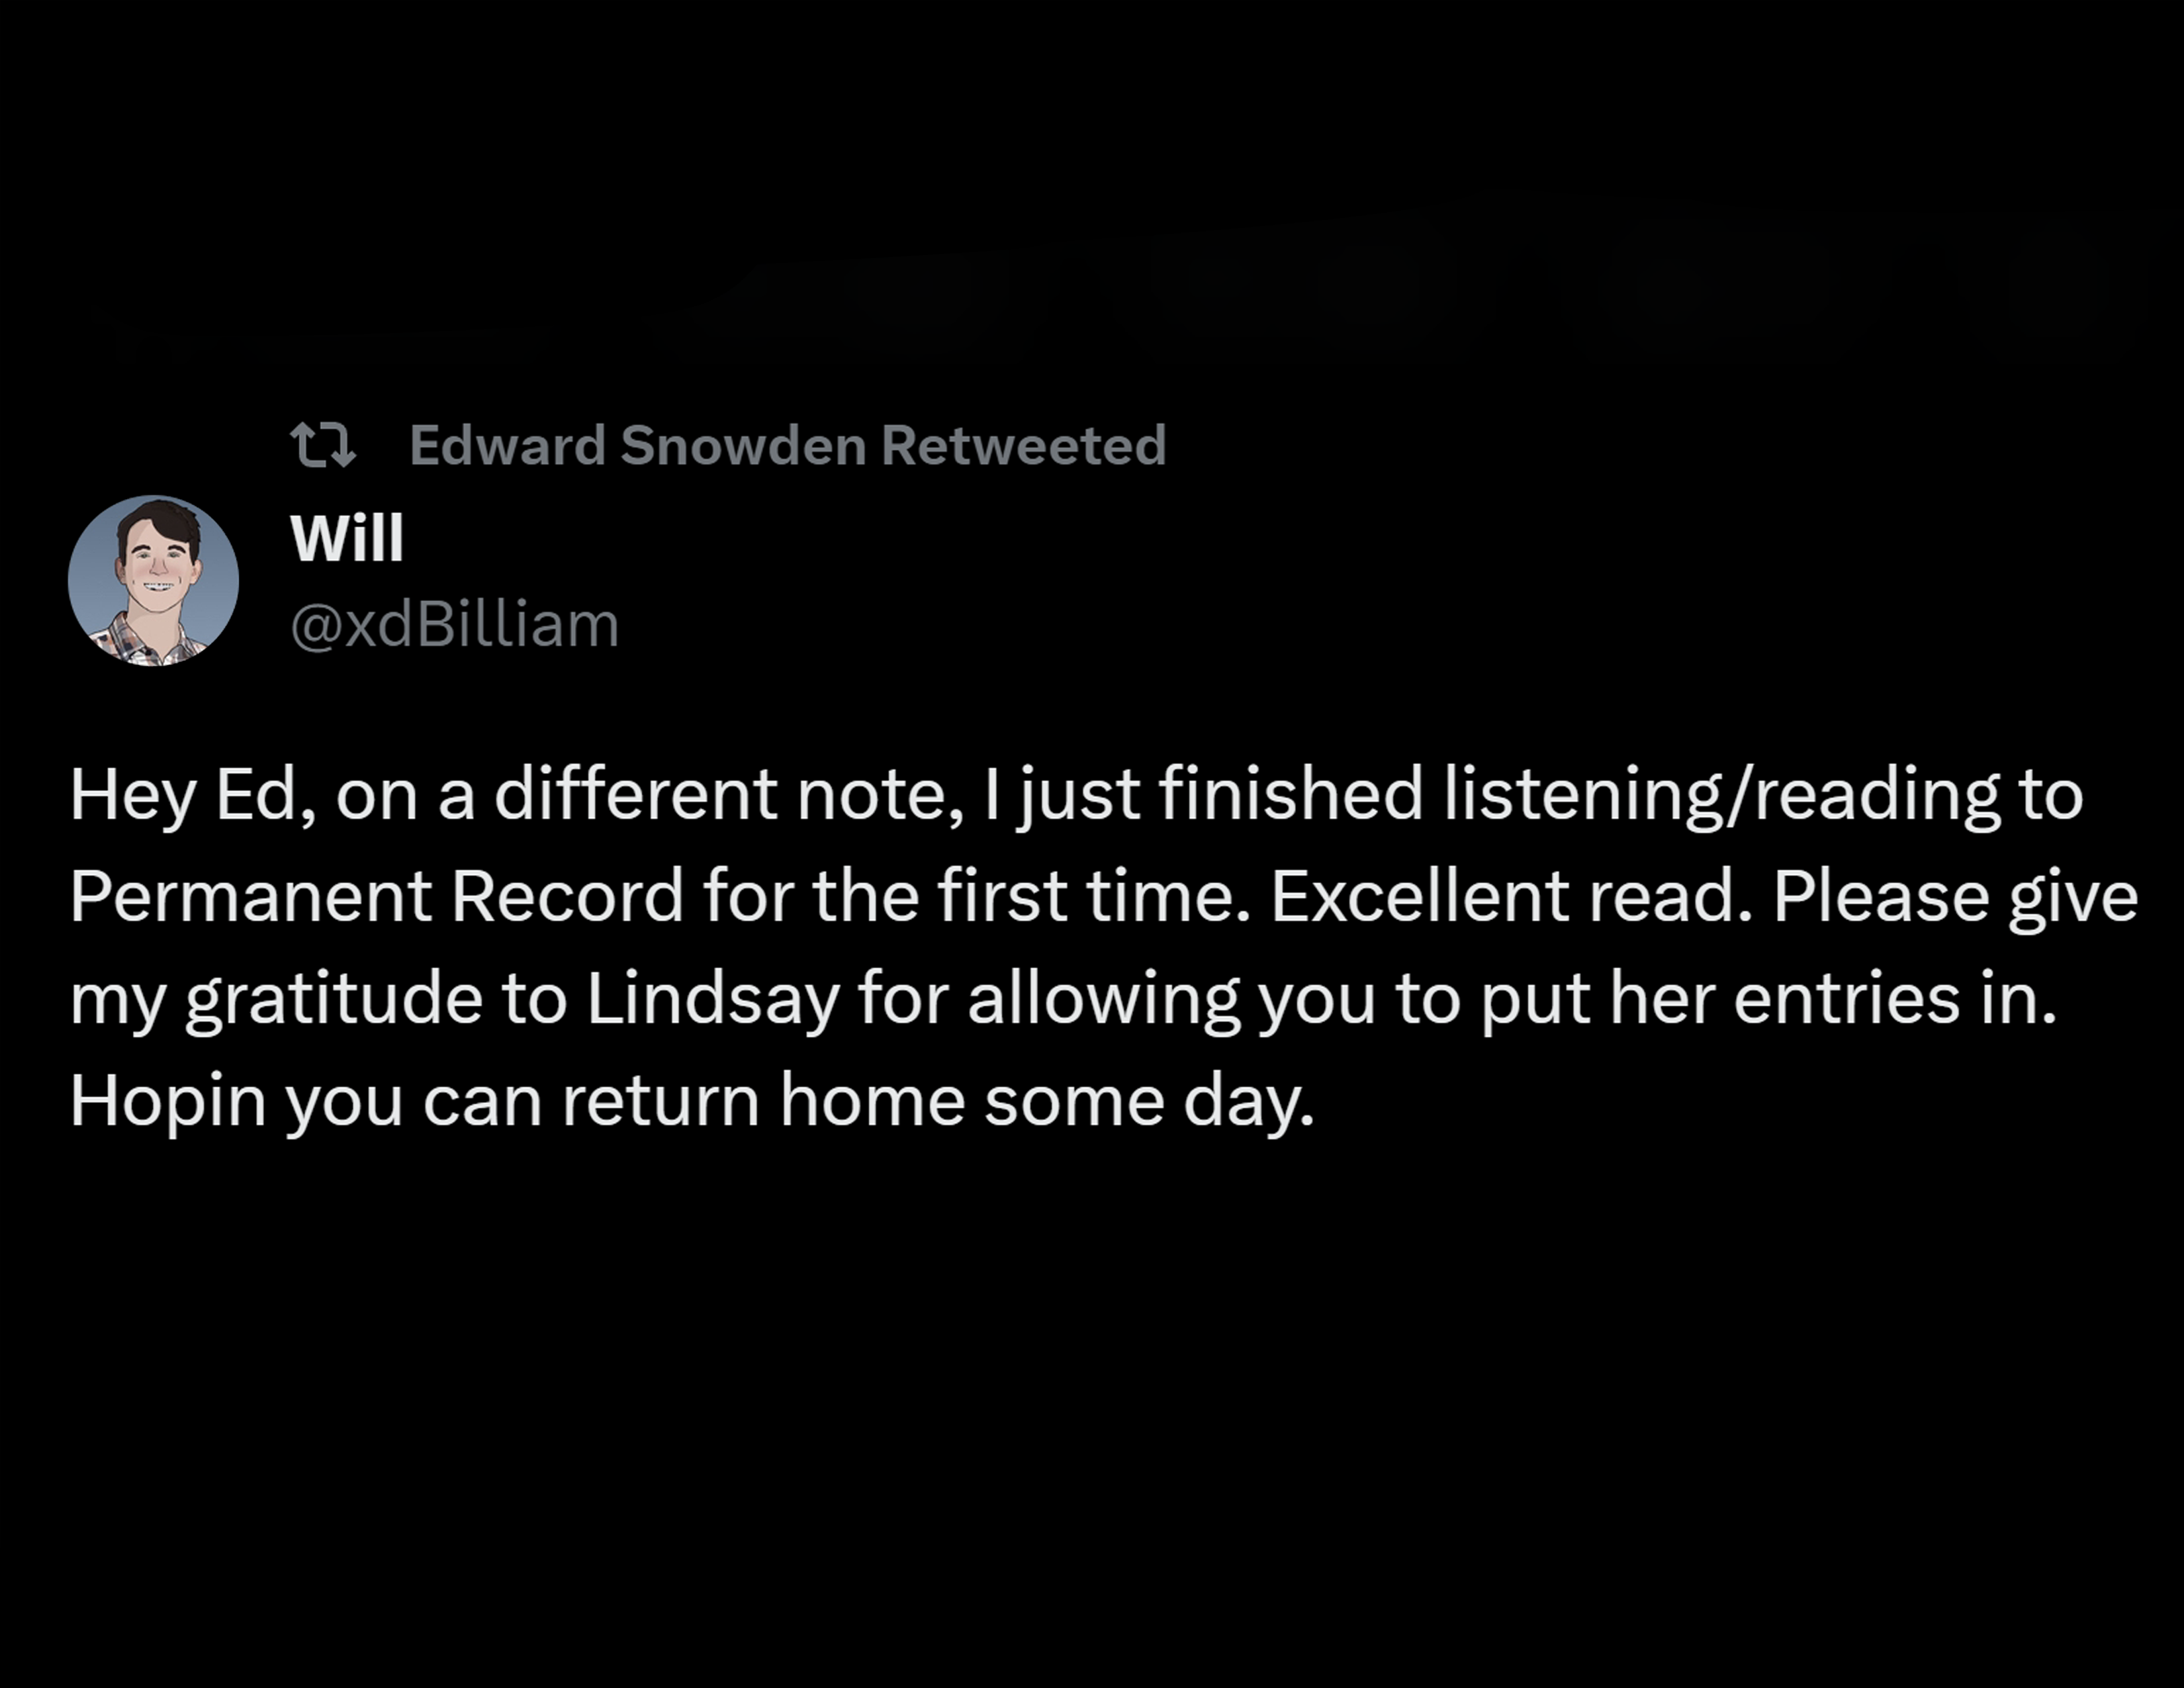 Edward Snowden Retweeted
Will
@xdBilliam
Hey Ed, on a different note, I just finished listening/reading to
Permanent Record for the first time. Excellent read. Please give
my gratitude to Lindsay for allowing you to put her entries in.
Hopin you can return home some day.